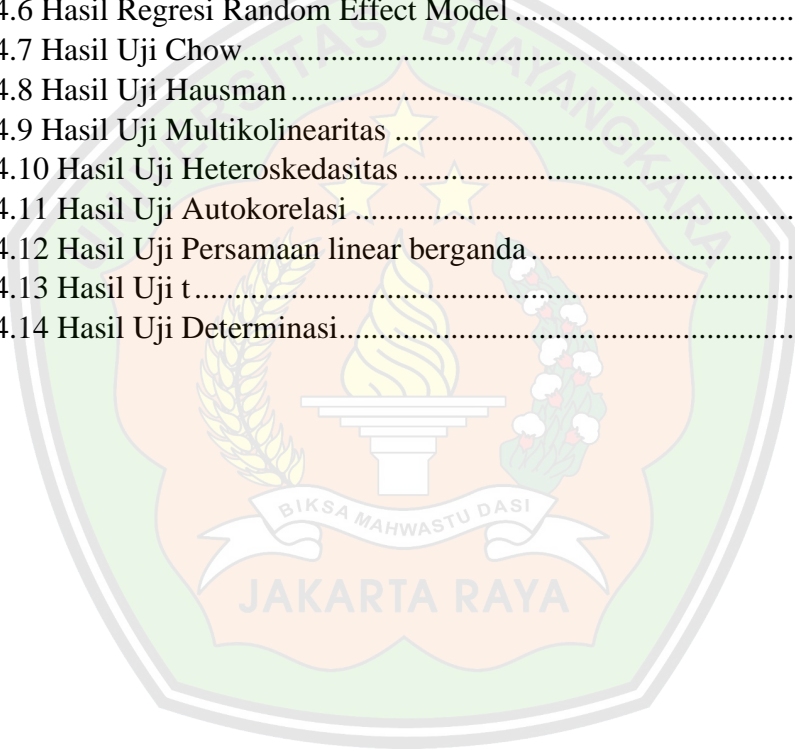 4.6 Hasil Regresi Random Effect Model ....................................
4.7 Hasil Uji Chow.........................................................................
4.8 Hasil Uji Hausman ...................................................................
4.9 Hasil Uji Multikolinearitas .......................................................
4.10 Hasil Uji Heteroskedasitas .....................................................
4.11 Hasil Uji Autokorelasi ............................................................
4.12 Hasil Uji Persamaan linear berganda ....................................
4.13 Hasil Uji t ................................................................................
4.14 Hasil Uji Determinasi..............................................................
UNIVERSITAS BHAYANGKARA
BIKSA MAHWASTU DASI
JAKARTA RAYA